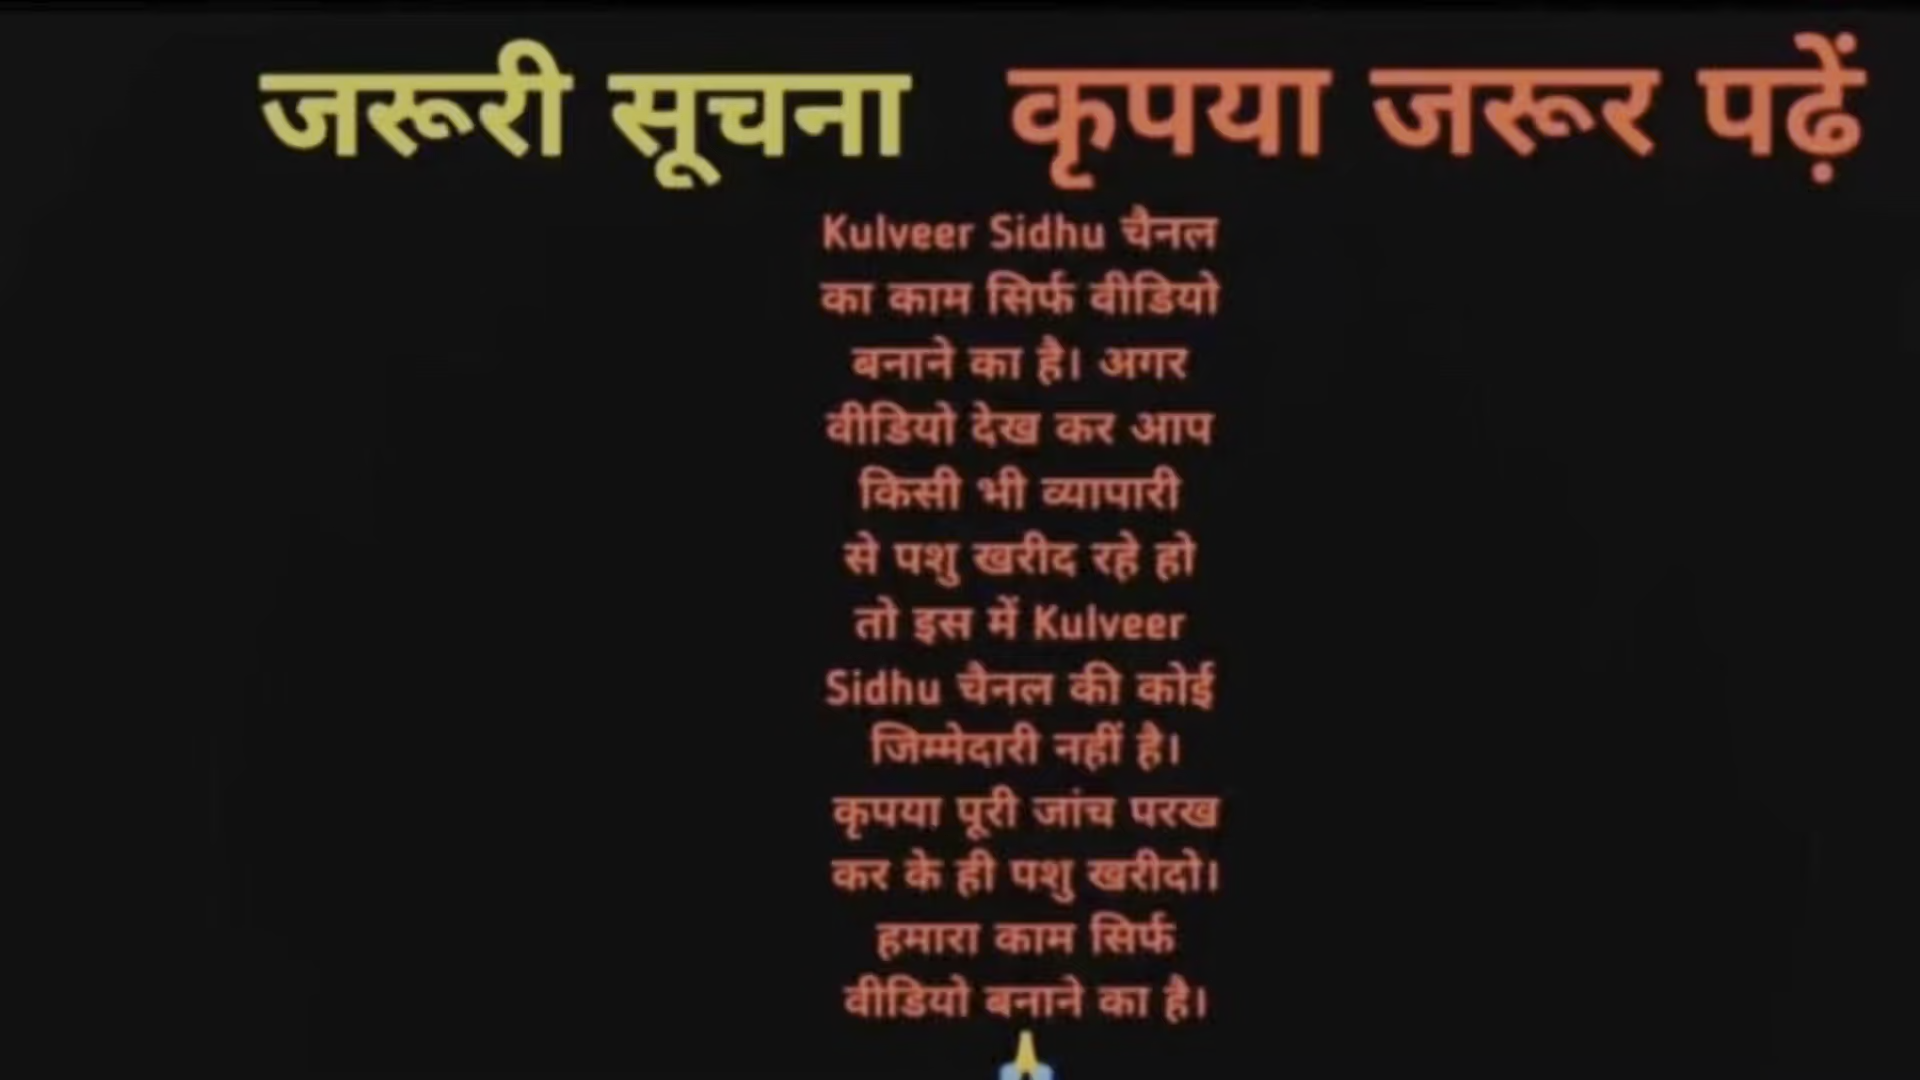 जरूरी सूचना कृपया जरूर पढ़ें
Kulveer Sidhu चैनल
का काम सिर्फ वीडियो
बनाने का है। अगर
वीडियो देख कर आप
किसी भी व्यापारी
से पशु खरीद रहे हो
तो इस में Kulveer
Sidhu चैनल की कोई
जिम्मेदारी नहीं है।
कृपया पूरी जांच परख
कर के ही पशु खरीदो।
हमारा काम सिर्फ
वीडियो बनाने का है।